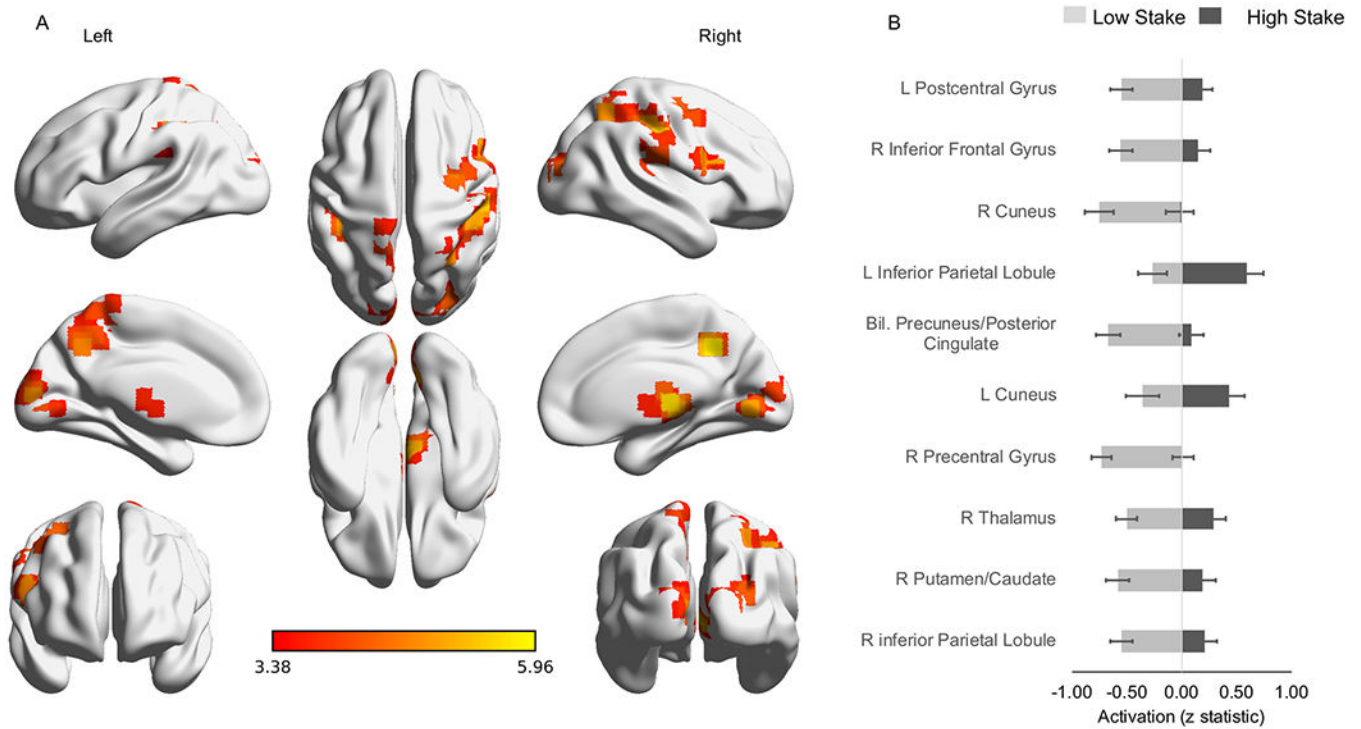 A
Left
Right
3.38
5.96
B
Low Stake
High Stake
L Postcentral Gyrus
R Inferior Frontal Gyrus
R Cuneus
L Inferior Parietal Lobule
Bil. Precuneus/Posterior
Cingulate
L Cuneus
R Precentral Gyrus
R Thalamus
R Putamen/Caudate
R inferior Parietal Lobule
-1.00
-0.50
0.00
0.50
1.00
Activation (z statistic)